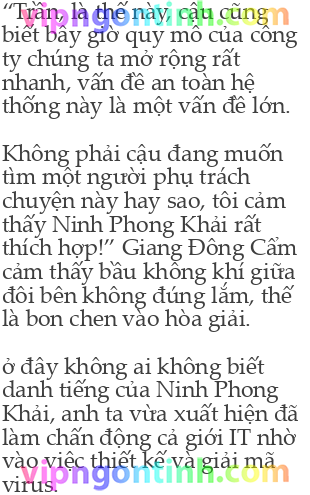 “Trần, là thế này, cậu cũng
biết bây giờ quy mô của công
ty chúng ta mở rộng rất
nhanh, vấn đề an toàn hệ
thống này là một vấn đề lớn.
Không phải cậu đang muốn
tìm một người phụ trách
chuyện này hay sao, tôi cảm
thấy Ninh Phong Khải rất
thích hợp!” Giang Đông Cẩm
cảm thấy bầu không khí giữa
đôi bên không đúng lắm, thế
là bon chen vào hòa giải.
ở đây không ai không biết
danh tiếng của Ninh Phong
Khải, anh ta vừa xuất hiện đã
làm chấn động cả giới IT nhờ
vào việc thiết kế và giải mã
virus.
vipngontinh.com
vipngontinh.com